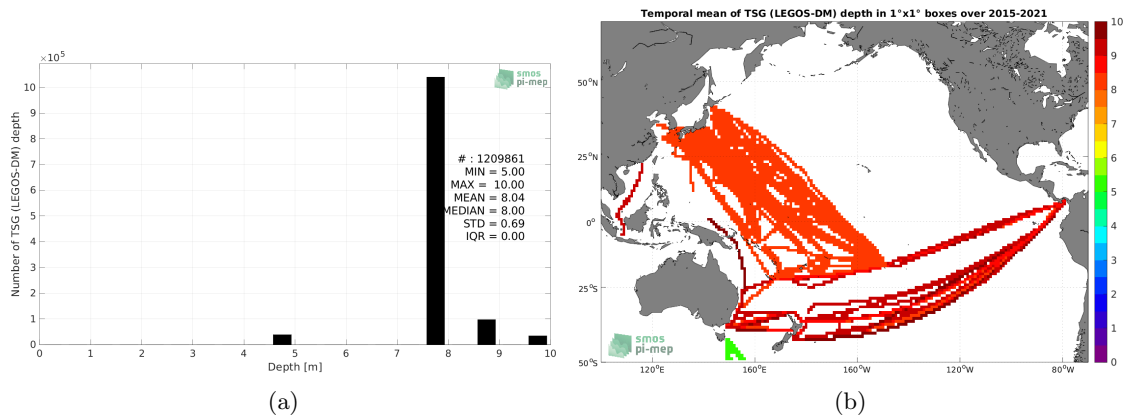 ×10⁵
10
9
8
7
6
5
4
3
2
1
0
Number of TSG (LEGOS-DM) depth
smos
pi-mep
# : 1209861
MIN = 5.00
MAX = 10.00
MEAN = 8.04
MEDIAN = 8.00
STD = 0.69
IQR = 0.00
0 1 2 3 4 5 6 7 8 9 10
Depth [m]
(a)
Temporal mean of TSG (LEGOS-DM) depth in 1°x1° boxes over 2015-2021
50°N
25°N
0°
25°S
50°S
120°E 160°E 160°W 120°W 80°W
smos
pi-mep
10
9
8
7
6
5
4
3
2
1
0
(b)